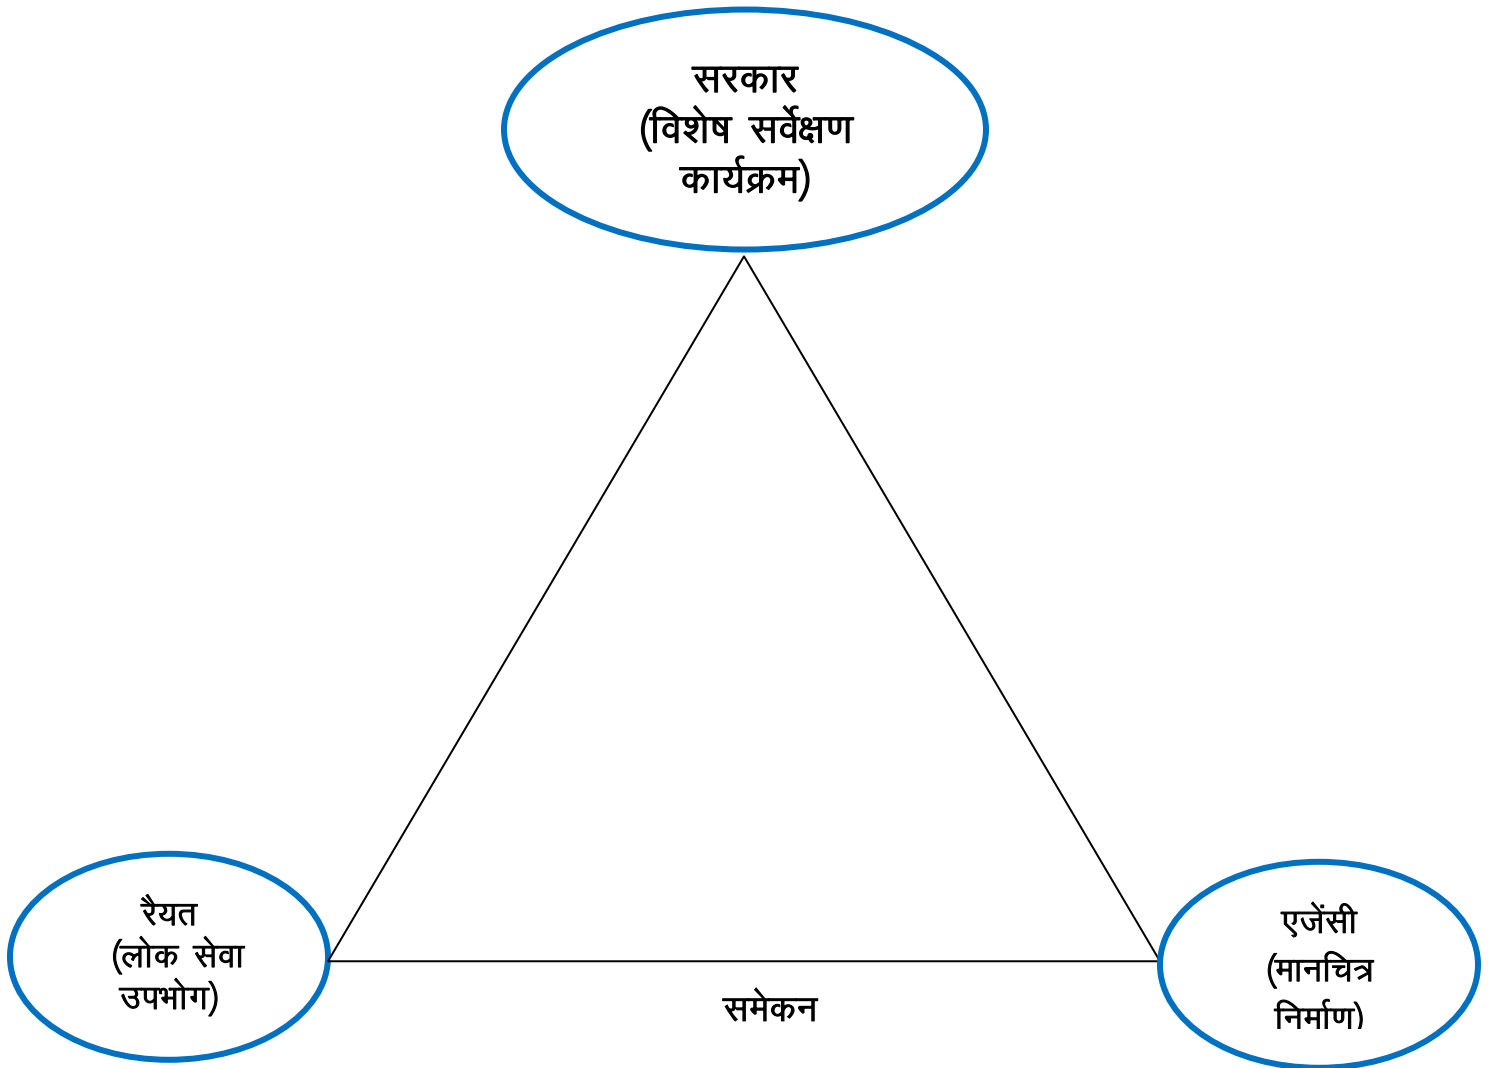 सरकार
(विशेष सर्वेक्षण
कार्यक्रम)
रैयत
(लोक सेवा
उपभोग)
एजेंसी
(मानचित्र
निर्माण)
समेकन